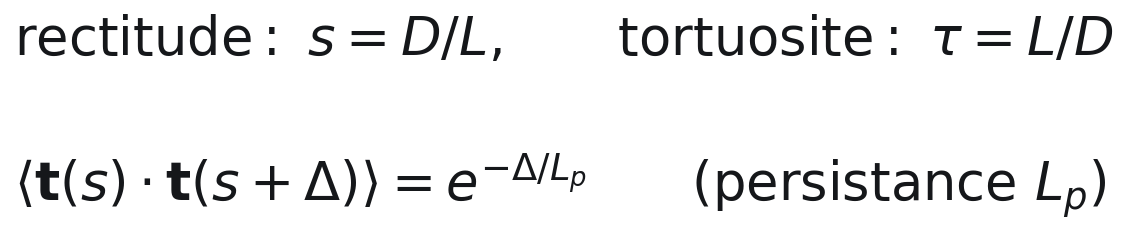 rectitude : s = D/L, tortuosite : τ = L/D
⟨t(s) · t(s + Δ)⟩ = e^{−Δ/L_p} (persistance L_p)